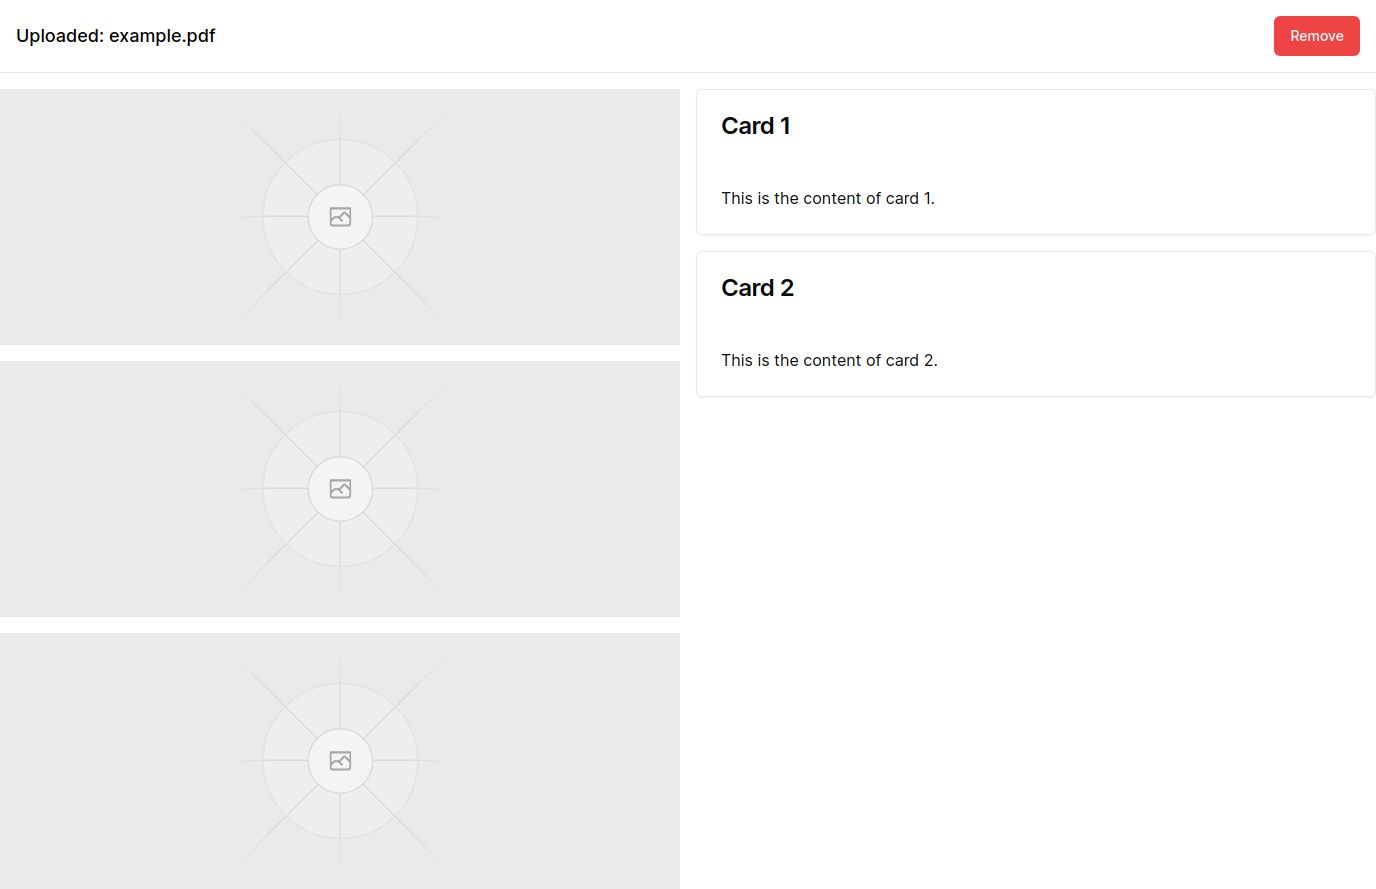 Uploaded: example.pdf
Remove
Card 1
This is the content of card 1.
Card 2
This is the content of card 2.